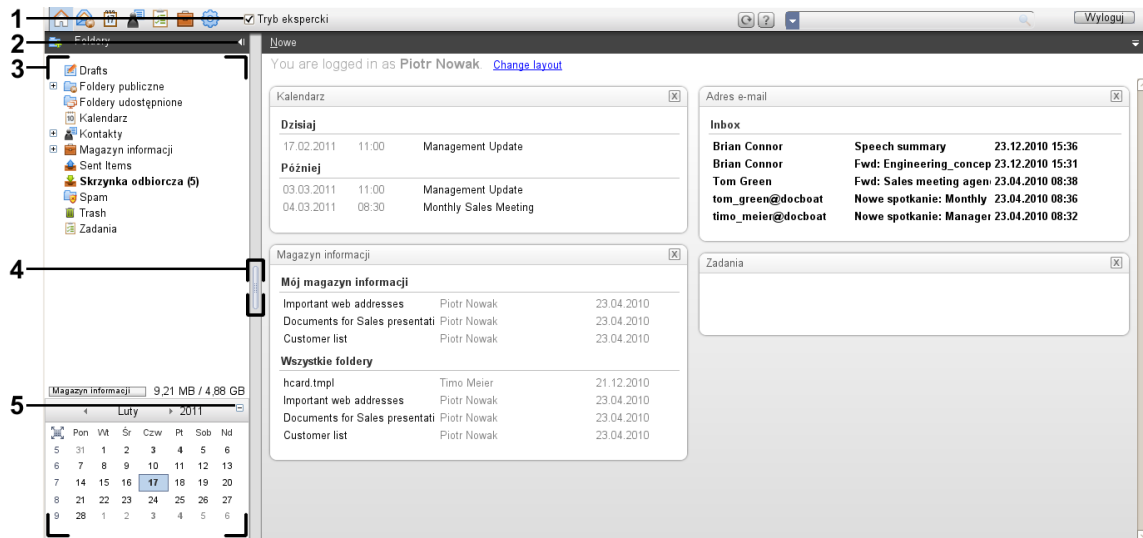 1 Tryb ekspercki ? Wyloguj
2 Foldery Nowe
3
You are logged in as Piotr Nowak Change layout
Drafts
Foldery publiczne
Foldery udostępnione
Kalendarz
Kontakty
Magazyn informacji
Sent Items
Skrzynka odbiorcza (5)
Spam
Trash
Zadania
4
Magazyn informacji 9,21 MB / 4,88 GB
5
Luty 2011
Pon Wt Śr Czw Pt Sob Nd
5 31 1 2 3 4 5 6
6 7 8 9 10 11 12 13
7 14 15 16 17 18 19 20
8 21 22 23 24 25 26 27
9 28 1 2 3 4 5 6
Kalendarz X
Dzisiaj
17.02.2011 11:00 Management Update
Później
03.03.2011 11:00 Management Update
04.03.2011 08:30 Monthly Sales Meeting
Magazyn informacji X
Mój magazyn informacji
Important web addresses Piotr Nowak 23.04.2010
Documents for Sales presentati Piotr Nowak 23.04.2010
Customer list Piotr Nowak 23.04.2010
Wszystkie foldery
hcard.tmpl Timo Meier 21.12.2010
Important web addresses Piotr Nowak 23.04.2010
Documents for Sales presentati Piotr Nowak 23.04.2010
Customer list Piotr Nowak 23.04.2010
Adres e-mail X
Inbox
Brian Connor Speech summary 23.12.2010 15:36
Brian Connor Fwd: Engineering_concep 23.12.2010 15:31
Tom Green Fwd: Sales meeting agen 23.04.2010 08:38
tom_green@docboat Nowe spotkanie: Monthly 23.04.2010 08:36
timo_meier@docboat Nowe spotkanie: Manager 23.04.2010 08:32
Zadania X